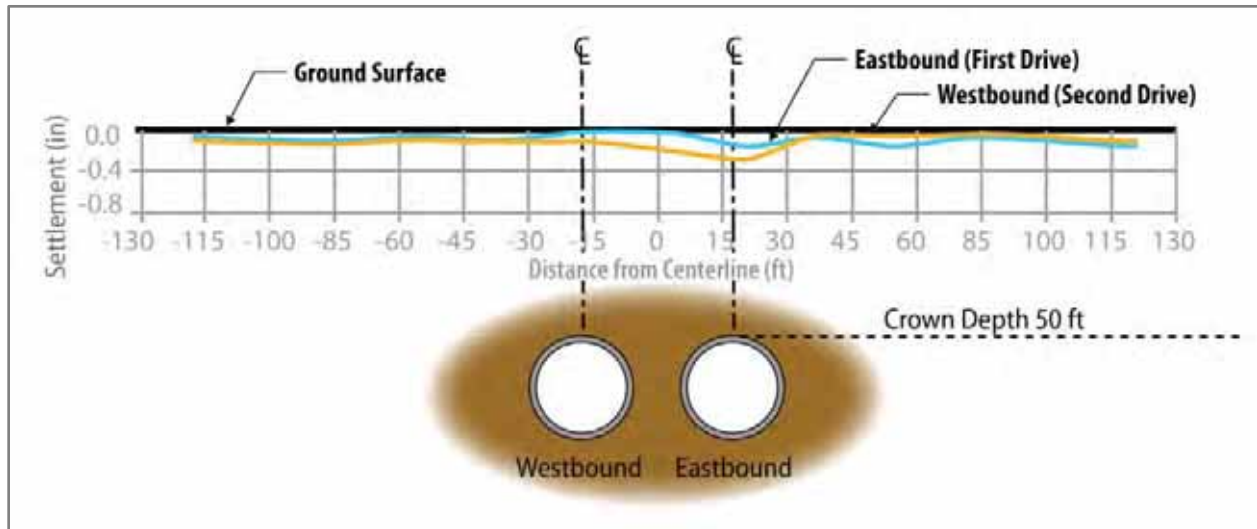 ℄ ℄
Ground Surface
Eastbound (First Drive)
Westbound (Second Drive)
Settlement (in)
0.0
-0.4
-0.8
-130 -115 -100 -85 -60 -45 -30 -15 0 15 30 45 60 85 100 115 130
Distance from Centerline (ft)
Crown Depth 50 ft
Westbound Eastbound